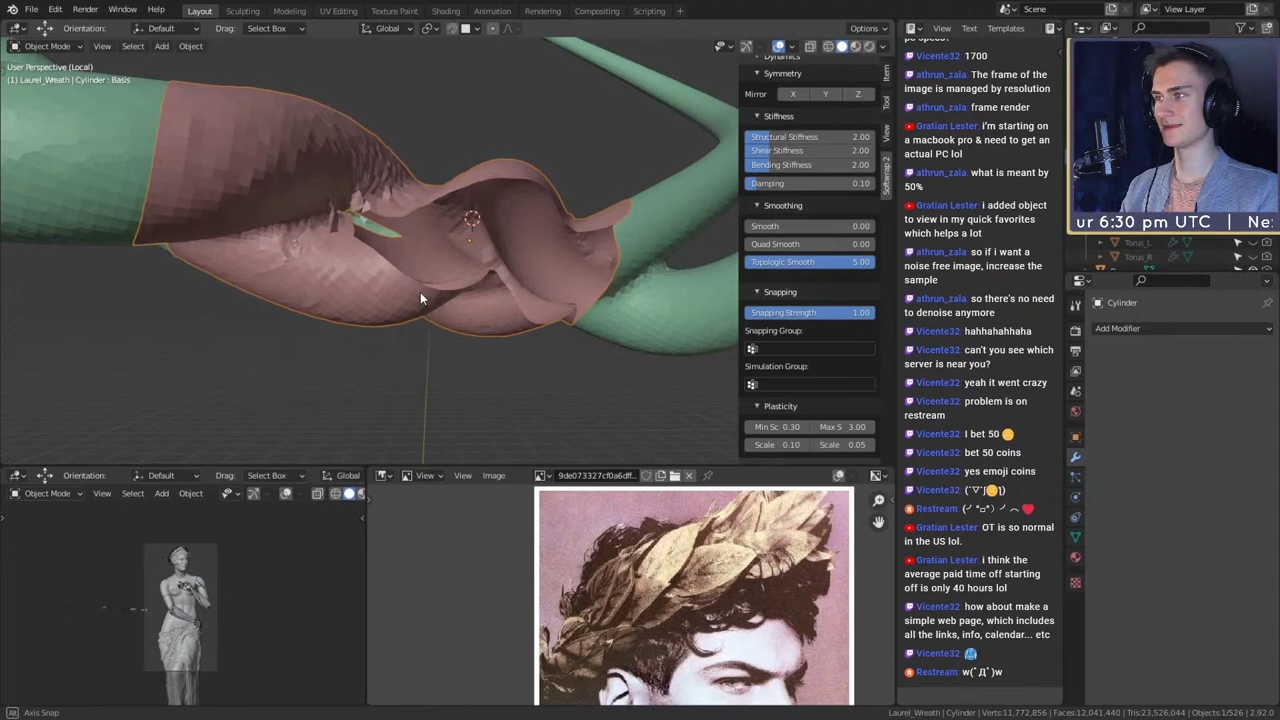 File Edit Render Window Help Layout Sculpting Modeling UV Editing Texture Paint Shading Animation Rendering Compositing Scripting + Scene View Layer
Orientation: Default Drag: Select Box Global Options
Object Mode View Select Add Object
User Perspective (Local)
(1) Laurel_Wreath | Cylinder : Basis
Symmetry
Mirror X Y Z
Stiffness
Structural Stiffness 2.00
Shear Stiffness 2.00
Bending Stiffness 2.00
Damping 0.10
Smoothing
Smooth 0.00
Quad Smooth 0.00
Topologic Smooth 5.00
Snapping
Snapping Strength 1.00
Snapping Group:
Simulation Group:
Plasticity
Min Sc 0.30 Max S 3.00
Scale 0.10 Scale 0.05
Item
Tool
View
Softwrap 2
View Text Templates
Vicente32 1700
athrun_zala: The frame of the
image is managed by resolution
athrun_zala: frame render
Gratian Lester: i'm starting on
a macbook pro & need to get an
actual PC lol
athrun_zala: what is meant by
50%
Gratian Lester: i added object
to view in my quick favorites
which helps a lot
athrun_zala: so if i want a
noise free image, increase the
sample
athrun_zala: so there's no need
to denoise anymore
Vicente32: hahhahahhaha
Vicente32: can't you see which
server is near you?
Vicente32: yeah it went crazy
Vicente32: problem is on
restream
Vicente32: I bet 50
Vicente32: bet 50 coins
Vicente32: yes emoji coins
Vicente32:
Restream:
Gratian Lester: OT is so normal
in the US lol.
Gratian Lester: i think the
average paid time off starting
off is only 40 hours lol
Vicente32: how about make a
simple web page, which includes
all the links, info, calendar... etc
Vicente32:
Restream: w(ﾟДﾟ)w
ur 6:30 pm UTC | Ne
Torus_L
Torus_R
Cylinder
Add Modifier
Orientation: Default Drag: Select Box Global
Object Mode View Select Add Object
View View Image 9de073327cf0a6dff...
Axis Snap
Laurel_Wreath | Cylinder | Verts:11,772,856 | Faces:12,041,440 | Tris:23,526,044 | Objects:1/526 | 2.92.0